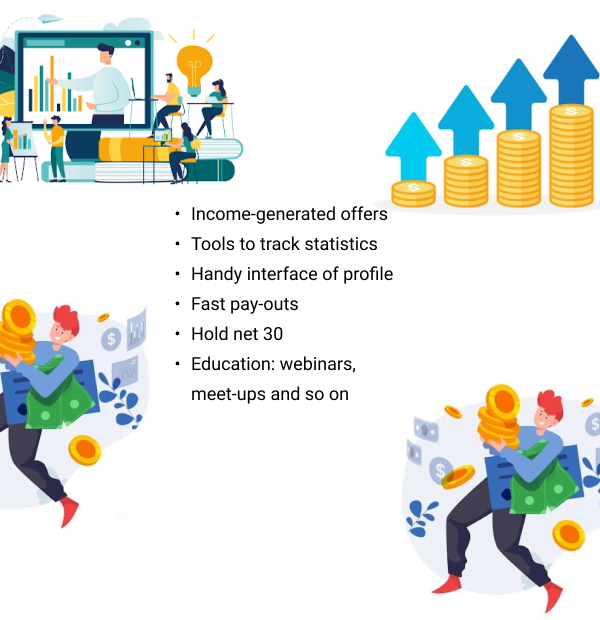 • Income-generated offers
• Tools to track statistics
• Handy interface of profile
• Fast pay-outs
• Hold net 30
• Education: webinars,
meet-ups and so on